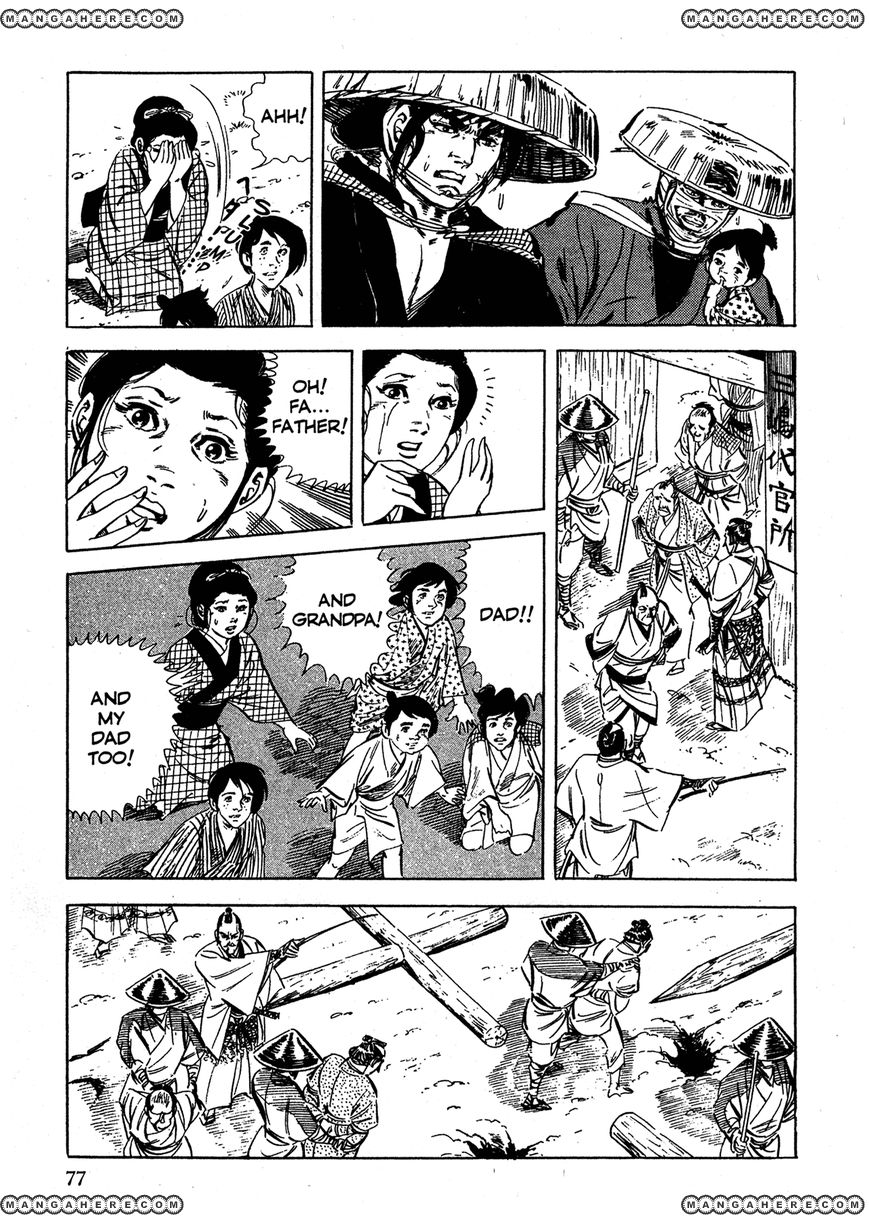 MANGAHERE.COM
MANGAHERE.COM
AHH!
OH!
FA...
FATHER!
代官所
AND
GRANDPA!
DAD!!
AND
MY
DAD
TOO!
77
MANGAHERE.COM
MANGAHERE.COM